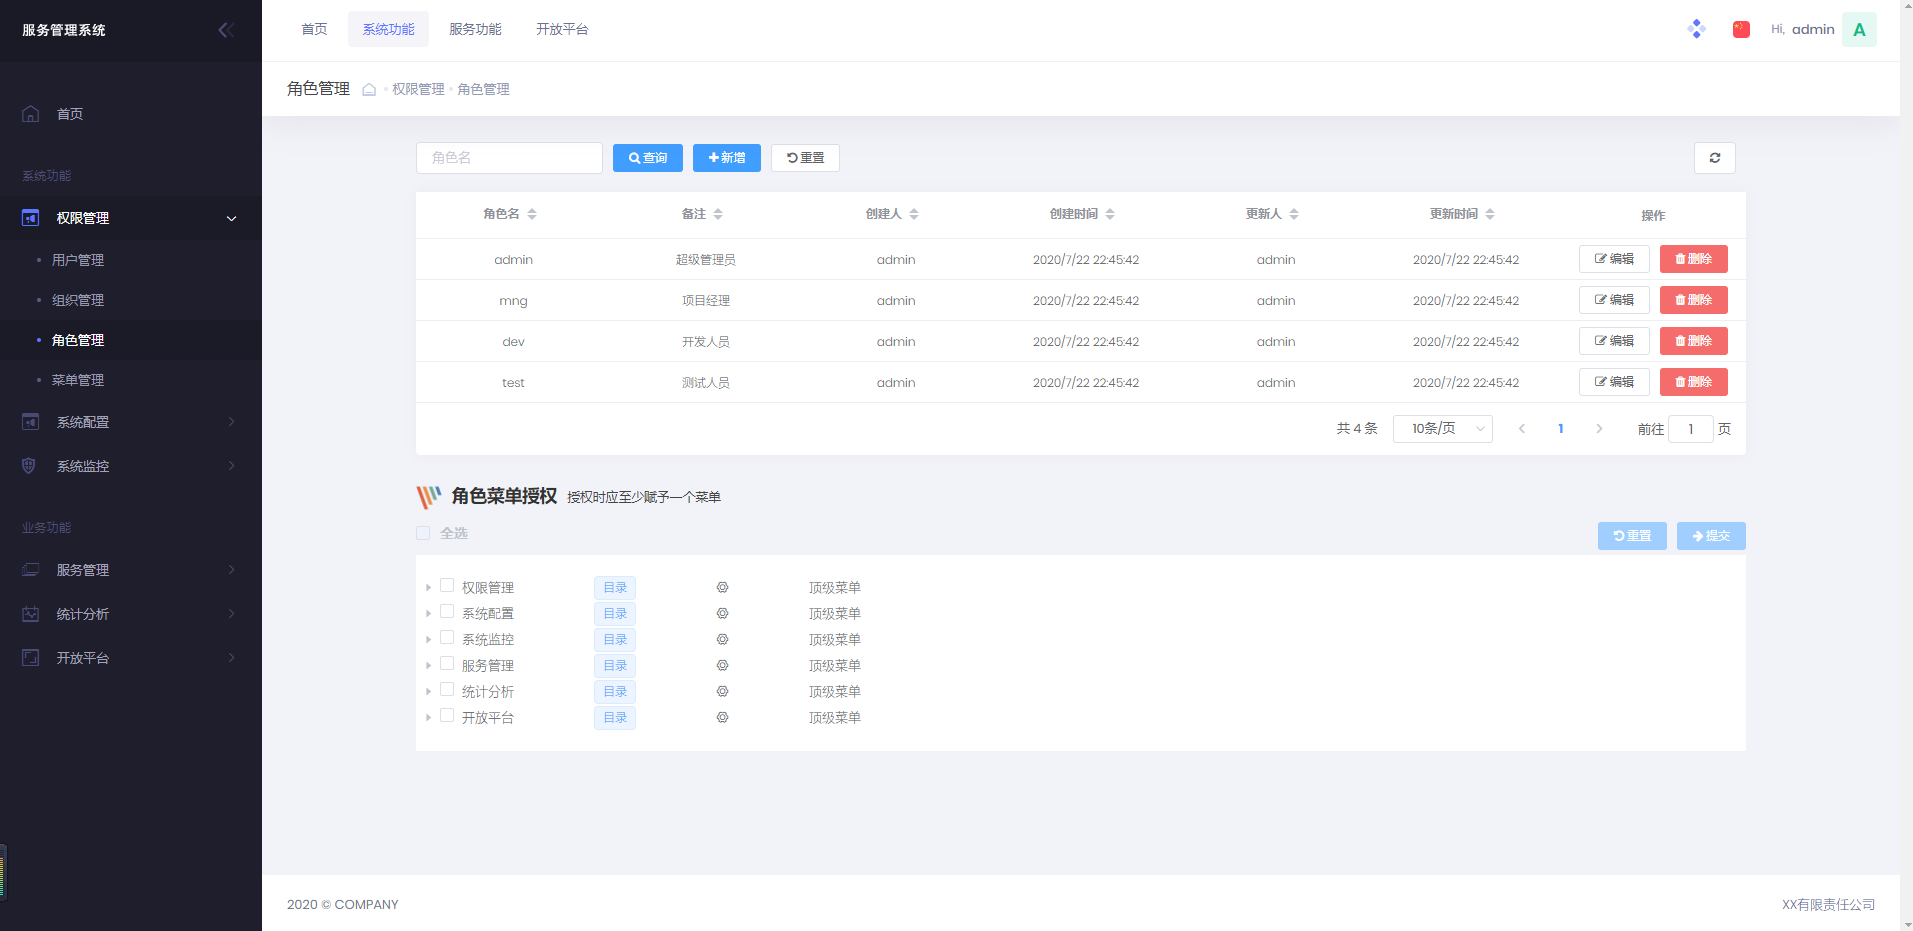 服务管理系统
首页 系统功能 服务功能 开放平台
Hi, admin A
角色管理 权限管理 角色管理
首页
系统功能
权限管理
用户管理
组织管理
角色管理
菜单管理
系统配置
系统监控
业务功能
服务管理
统计分析
开放平台
角色名 查询 新增 重置
角色名 备注 创建人 创建时间 更新人 更新时间 操作
admin 超级管理员 admin 2020/7/22 22:45:42 admin 2020/7/22 22:45:42 编辑 删除
mng 项目经理 admin 2020/7/22 22:45:42 admin 2020/7/22 22:45:42 编辑 删除
dev 开发人员 admin 2020/7/22 22:45:42 admin 2020/7/22 22:45:42 编辑 删除
test 测试人员 admin 2020/7/22 22:45:42 admin 2020/7/22 22:45:42 编辑 删除
共 4 条 10条/页 1 前往 1 页
角色菜单授权 授权时应至少赋予一个菜单
全选 重置 提交
权限管理 目录 顶级菜单
系统配置 目录 顶级菜单
系统监控 目录 顶级菜单
服务管理 目录 顶级菜单
统计分析 目录 顶级菜单
开放平台 目录 顶级菜单
2020 © COMPANY XX有限责任公司